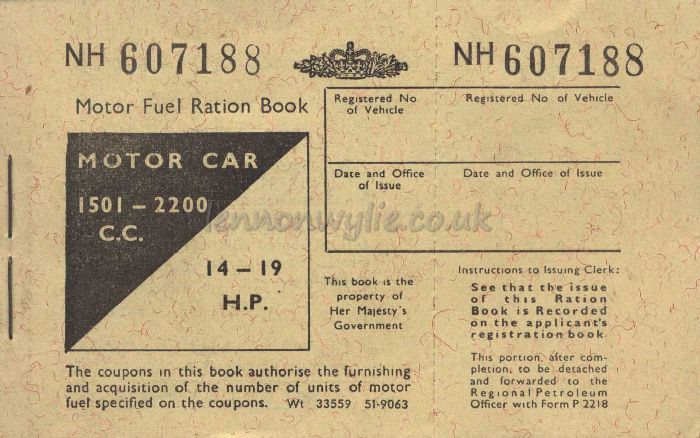 NH 607188
NH 607188
Motor Fuel Ration Book
MOTOR CAR
1501 – 2200
C.C.
14 – 19
H.P.
Registered No.
of Vehicle
Registered No of Vehicle
Date and Office
of Issue
Date and Office of Issue
lennonwylie.co.uk
This book is the
property of
Her Majesty's
Government
Instructions to Issuing Clerk:
See that the issue
of this Ration
Book is Recorded
on the applicant's
registration book
This portion, after com-
pletion, to be detached
and forwarded to the
Regional Petroleum
Officer with Form P 2218
The coupons in this book authorise the furnishing
and acquisition of the number of units of motor
fuel specified on the coupons. Wt 33559 51-9063